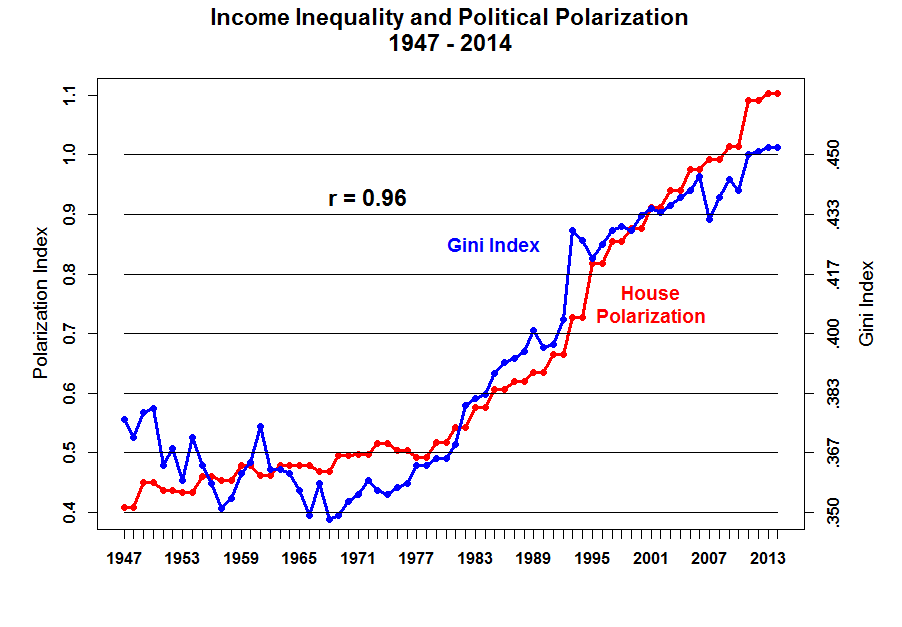 Income Inequality and Political Polarization
1947 - 2014
Polarization Index
1.1
1.0
0.9
0.8
0.7
0.6
0.5
0.4
r = 0.96
Gini Index
House
Polarization
.450
.433
.417
.400
.383
.367
.350
Gini Index
1947 1953 1959 1965 1971 1977 1983 1989 1995 2001 2007 2013